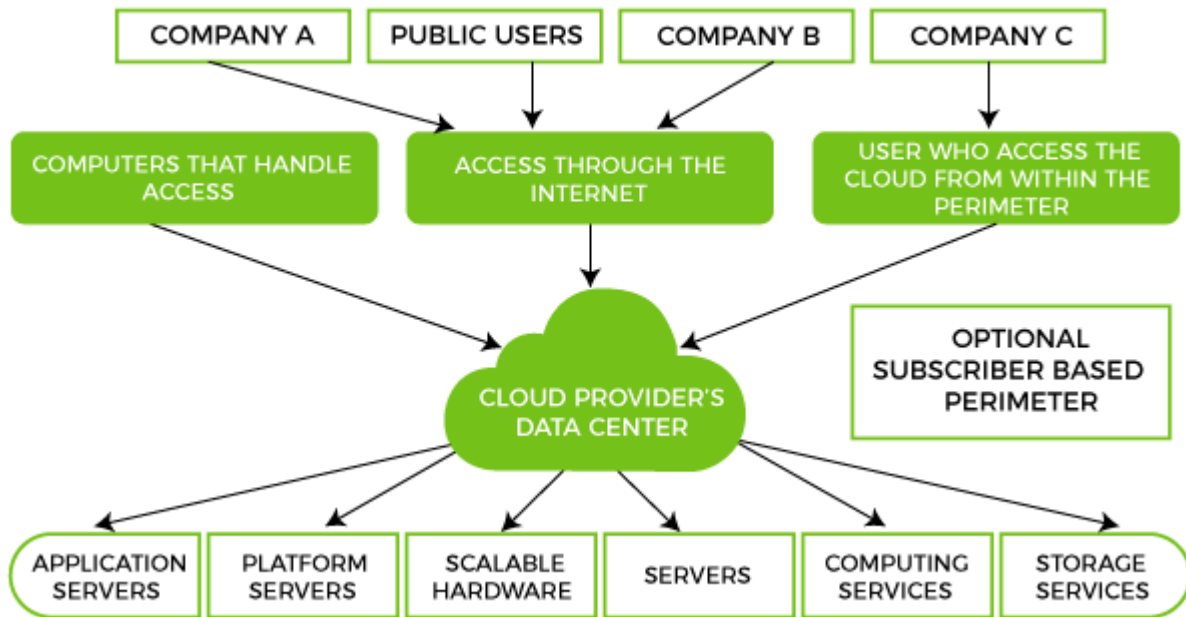 COMPANY A
PUBLIC USERS
COMPANY B
COMPANY C
COMPUTERS THAT HANDLE
ACCESS
ACCESS THROUGH THE
INTERNET
USER WHO ACCESS THE
CLOUD FROM WITHIN THE
PERIMETER
OPTIONAL
SUBSCRIBER BASED
PERIMETER
CLOUD PROVIDER'S
DATA CENTER
APPLICATION
SERVERS
PLATFORM
SERVERS
SCALABLE
HARDWARE
SERVERS
COMPUTING
SERVICES
STORAGE
SERVICES